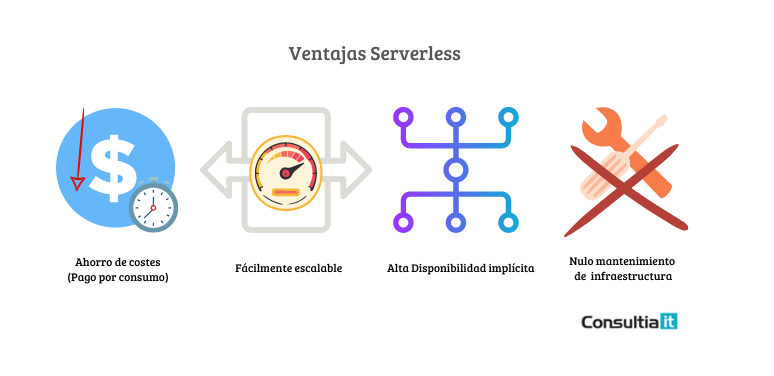 Ventajas Serverless
$
Ahorro de costes
(Pago por consumo)
Fácilmente escalable
Alta Disponibilidad implícita
Nulo mantenimiento
de infraestructura
Consultia it